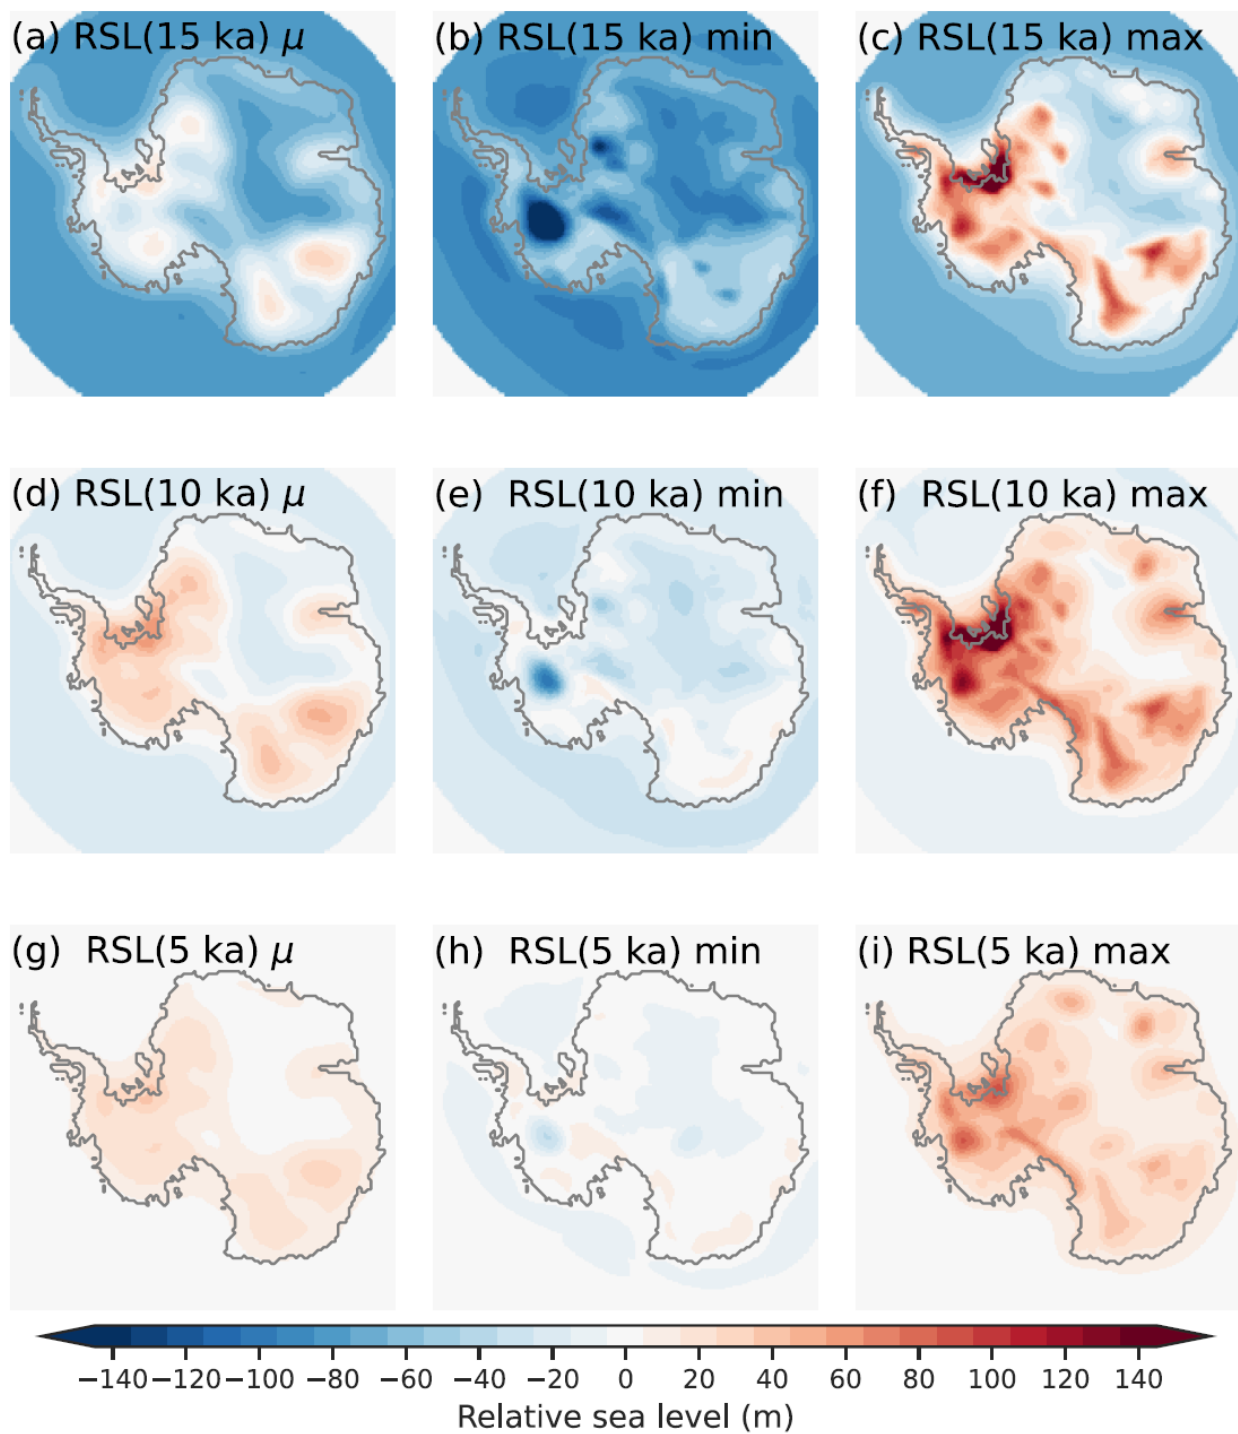 (a) RSL(15 ka) μ
(b) RSL(15 ka) min
(c) RSL(15 ka) max
(d) RSL(10 ka) μ
(e) RSL(10 ka) min
(f) RSL(10 ka) max
(g) RSL(5 ka) μ
(h) RSL(5 ka) min
(i) RSL(5 ka) max
−140 −120 −100 −80 −60 −40 −20 0 20 40 60 80 100 120 140
Relative sea level (m)